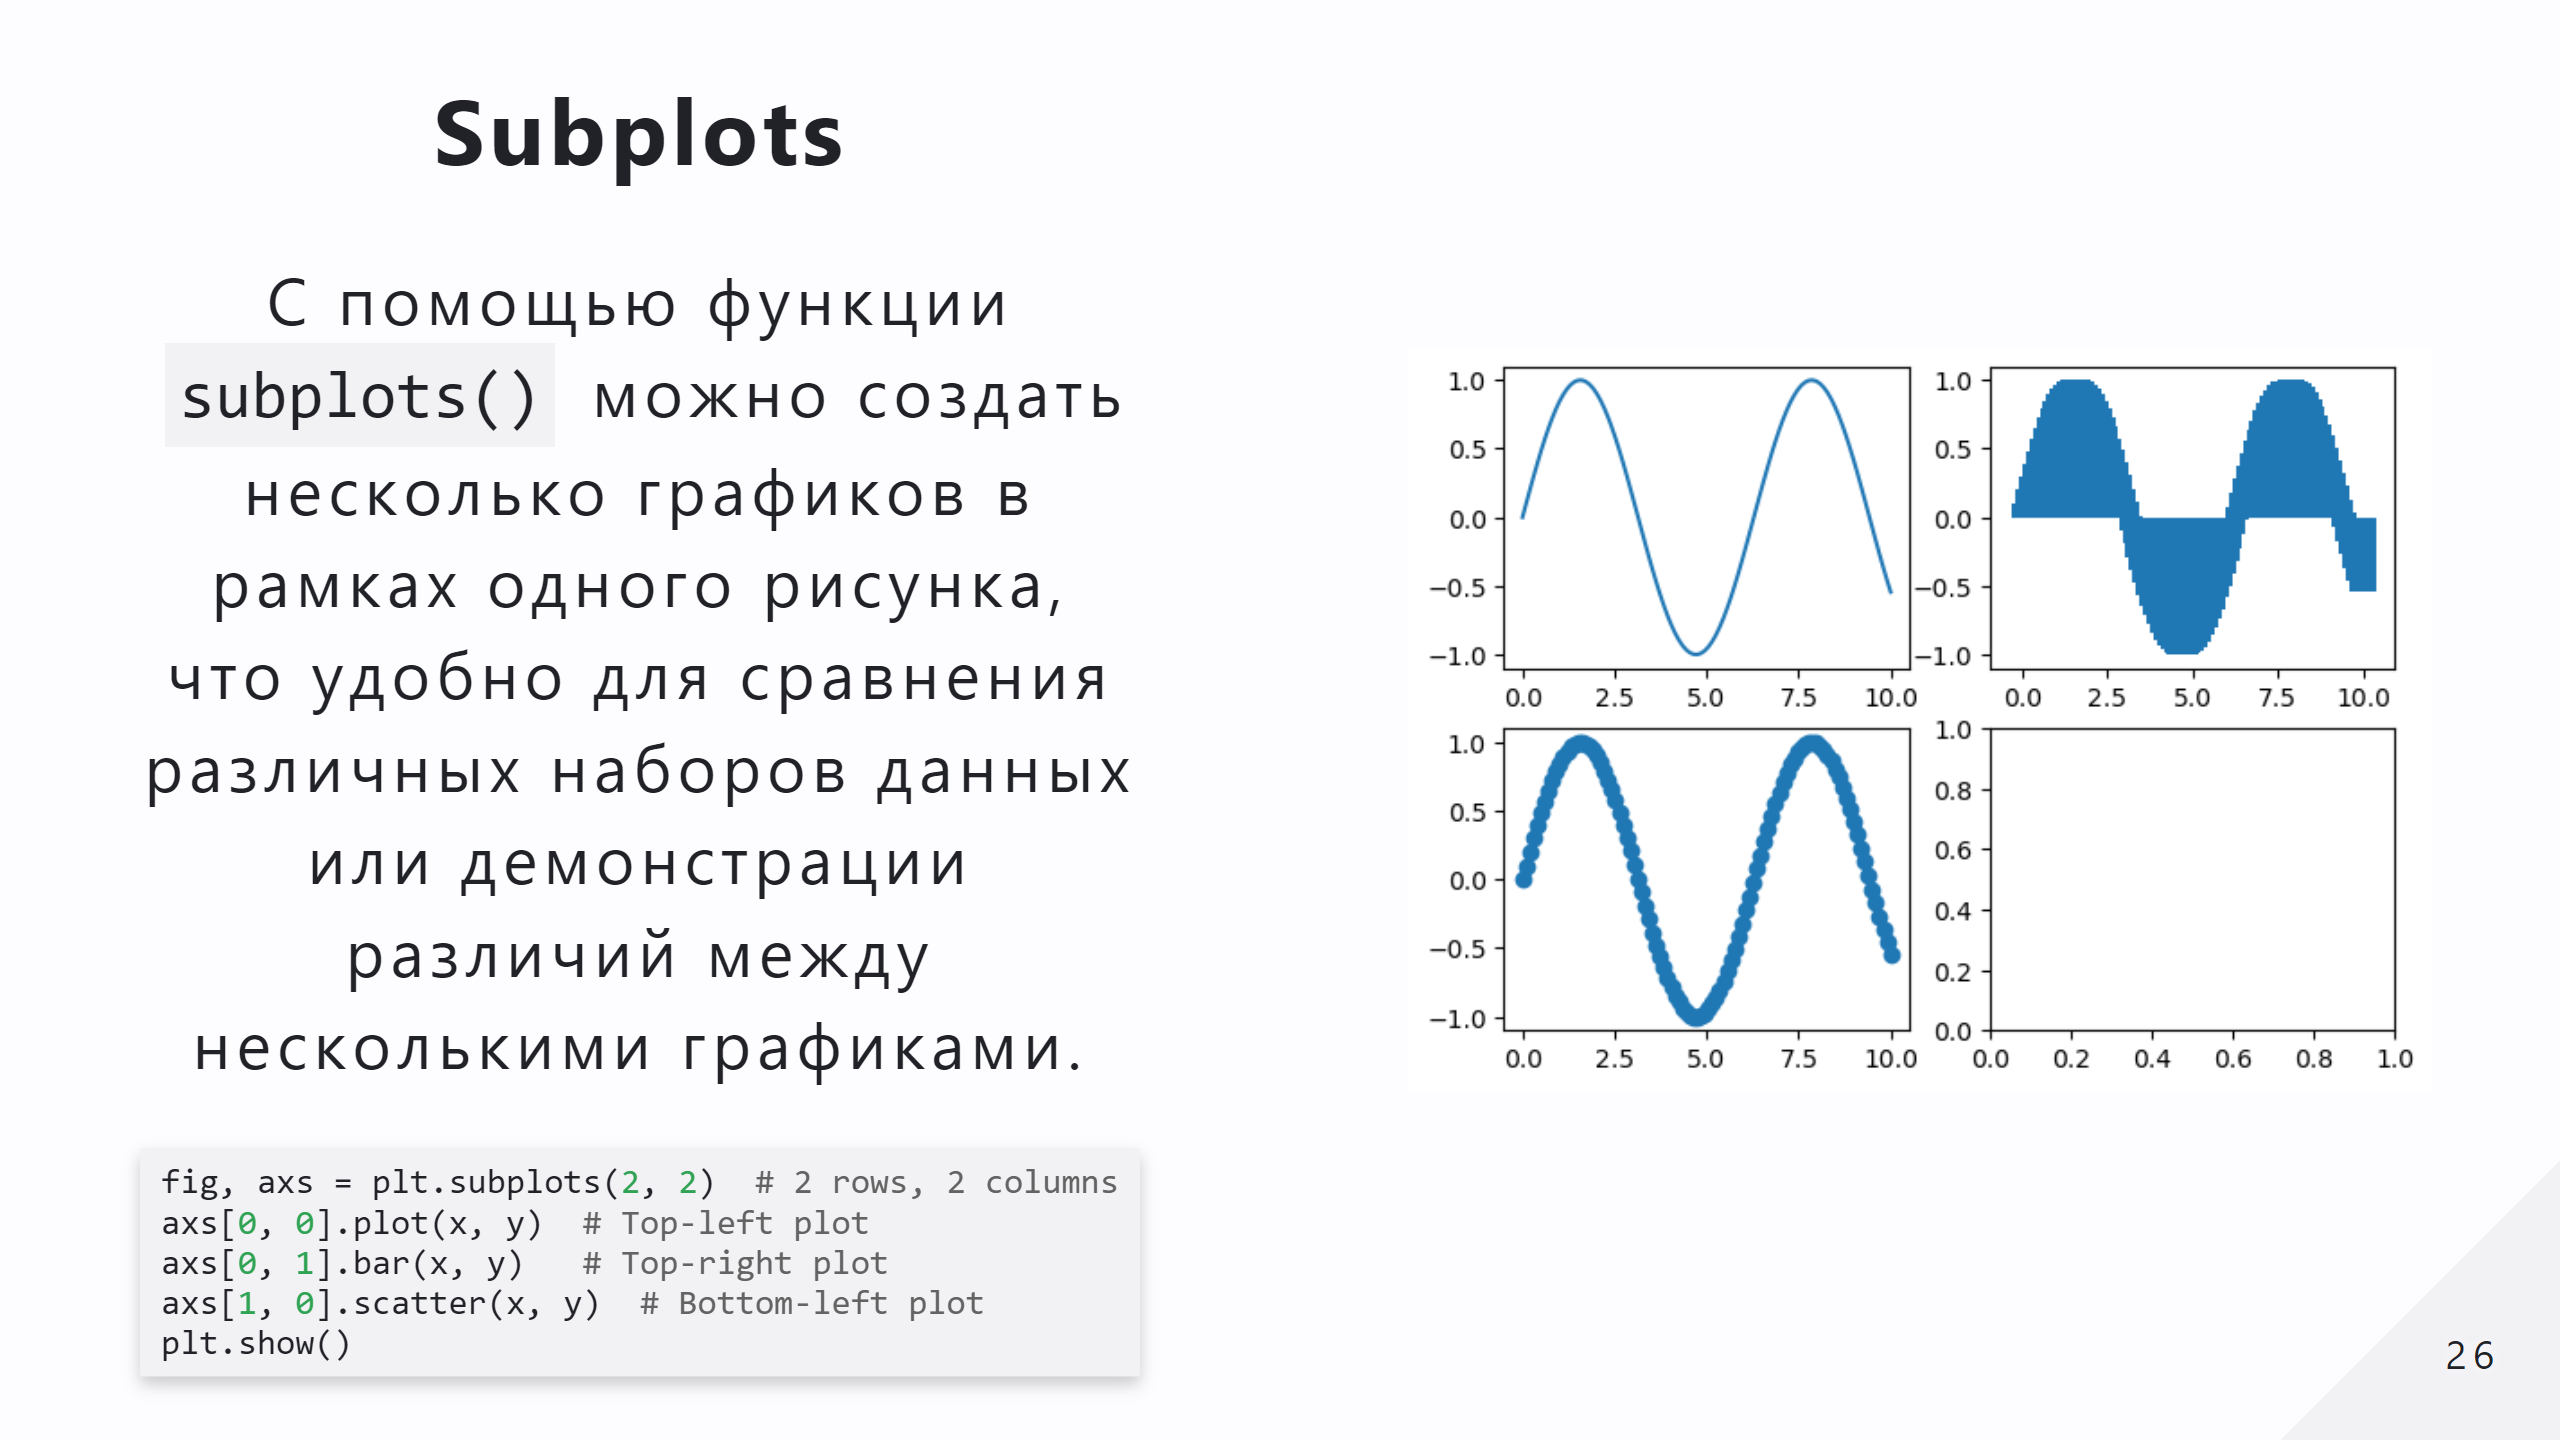 Subplots
С помощью функции
subplots() можно создать
несколько графиков в
рамках одного рисунка,
что удобно для сравнения
различных наборов данных
или демонстрации
различий между
несколькими графиками.
fig, axs = plt.subplots(2, 2)  # 2 rows, 2 columns
axs[0, 0].plot(x, y)  # Top-left plot
axs[0, 1].bar(x, y)   # Top-right plot
axs[1, 0].scatter(x, y)  # Bottom-left plot
plt.show()
1.0
0.5
0.0
−0.5
−1.0
0.0 2.5 5.0 7.5 10.0
1.0
0.5
0.0
−0.5
−1.0
0.0 2.5 5.0 7.5 10.0
1.0
0.5
0.0
−0.5
−1.0
0.0 2.5 5.0 7.5 10.0
1.0
0.8
0.6
0.4
0.2
0.0
0.0 0.2 0.4 0.6 0.8 1.0
26